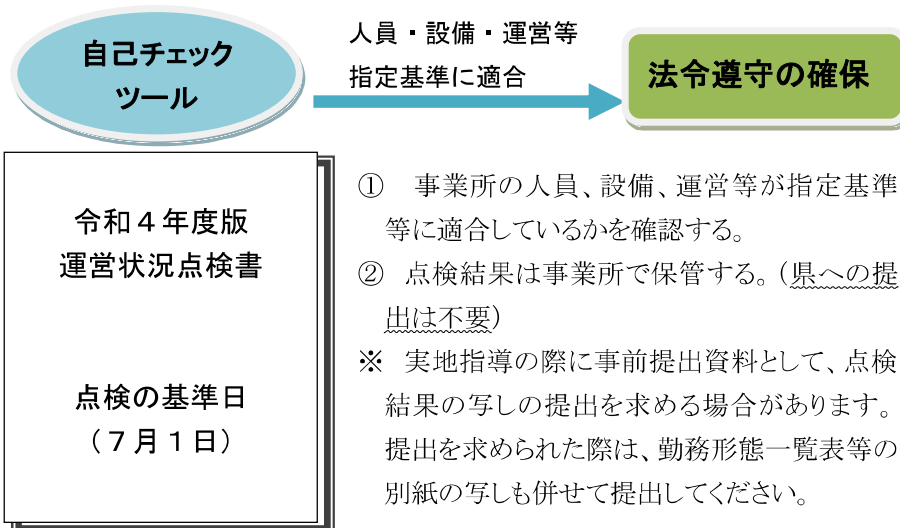 自己チェック
ツール
人員・設備・運営等
指定基準に適合
法令遵守の確保
令和４年度版
運営状況点検書
点検の基準日
（７月１日）
①　事業所の人員、設備、運営等が指定基準
等に適合しているかを確認する。
②　点検結果は事業所で保管する。（県への提
出は不要）
※　実地指導の際に事前提出資料として、点検
結果の写しの提出を求める場合があります。
提出を求められた際は、勤務形態一覧表等の
別紙の写しも併せて提出してください。